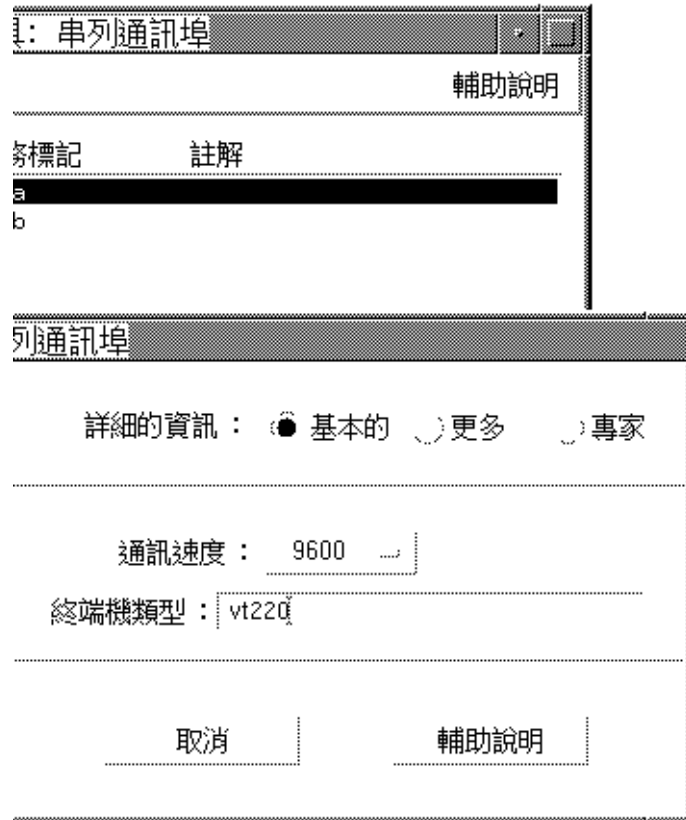 具: 串列通訊埠
輔助說明
務標記 註解
a
b
列通訊埠
詳細的資訊： 基本的 更多 專家
通訊速度： 9600
終端機類型： vt220
取消 輔助說明